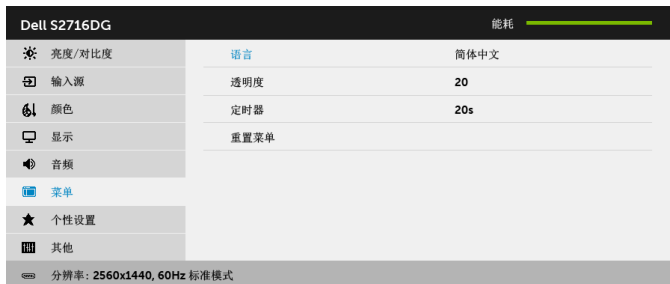 Dell S2716DG 能耗
亮度/对比度 语言 简体中文
输入源 透明度 20
颜色 定时器 20s
显示 重置菜单
音频
菜单
个性设置
其他
分辨率: 2560x1440, 60Hz 标准模式